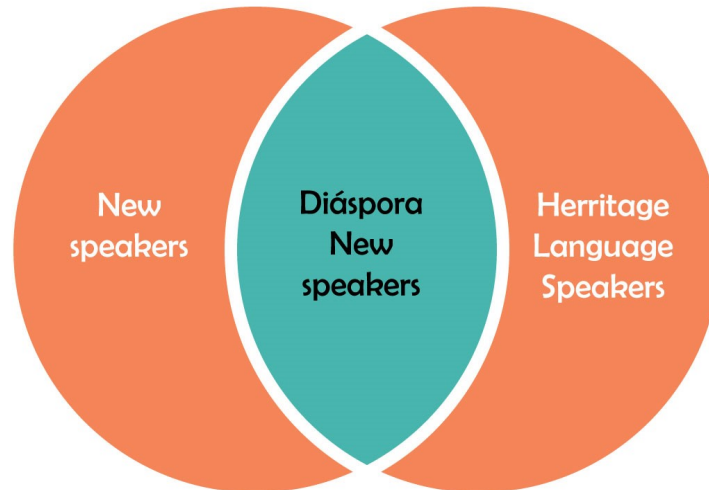 New
speakers
Diáspora
New
speakers
Herritage
Language
Speakers